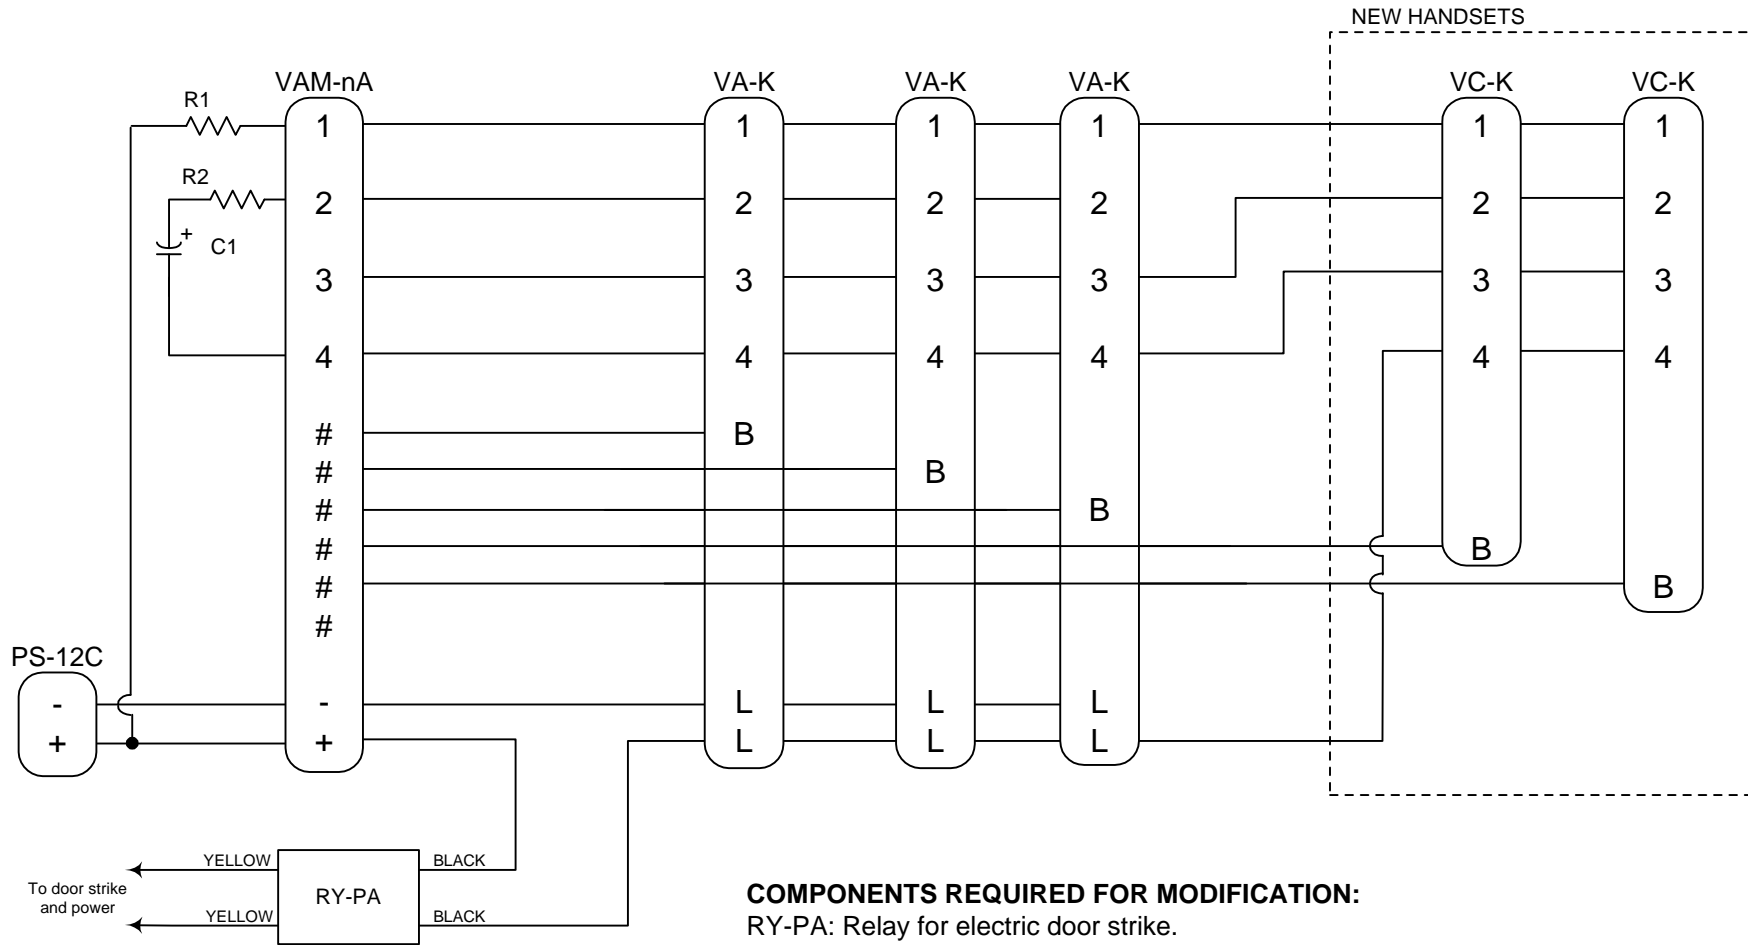 NEW HANDSETS
VAM-nA VA-K VA-K VA-K VC-K VC-K
R1
1 1 1 1 1 1
R2
2 2 2 2 2 2
+
C1
3 3 3 3 3 3
4 4 4 4 4 4
# B
# B
# B
# B
# B
#
PS-12C
- - L L L
+ + L L L
YELLOW BLACK
To door strike
and power
RY-PA
YELLOW BLACK
COMPONENTS REQUIRED FOR MODIFICATION:
RY-PA: Relay for electric door strike.